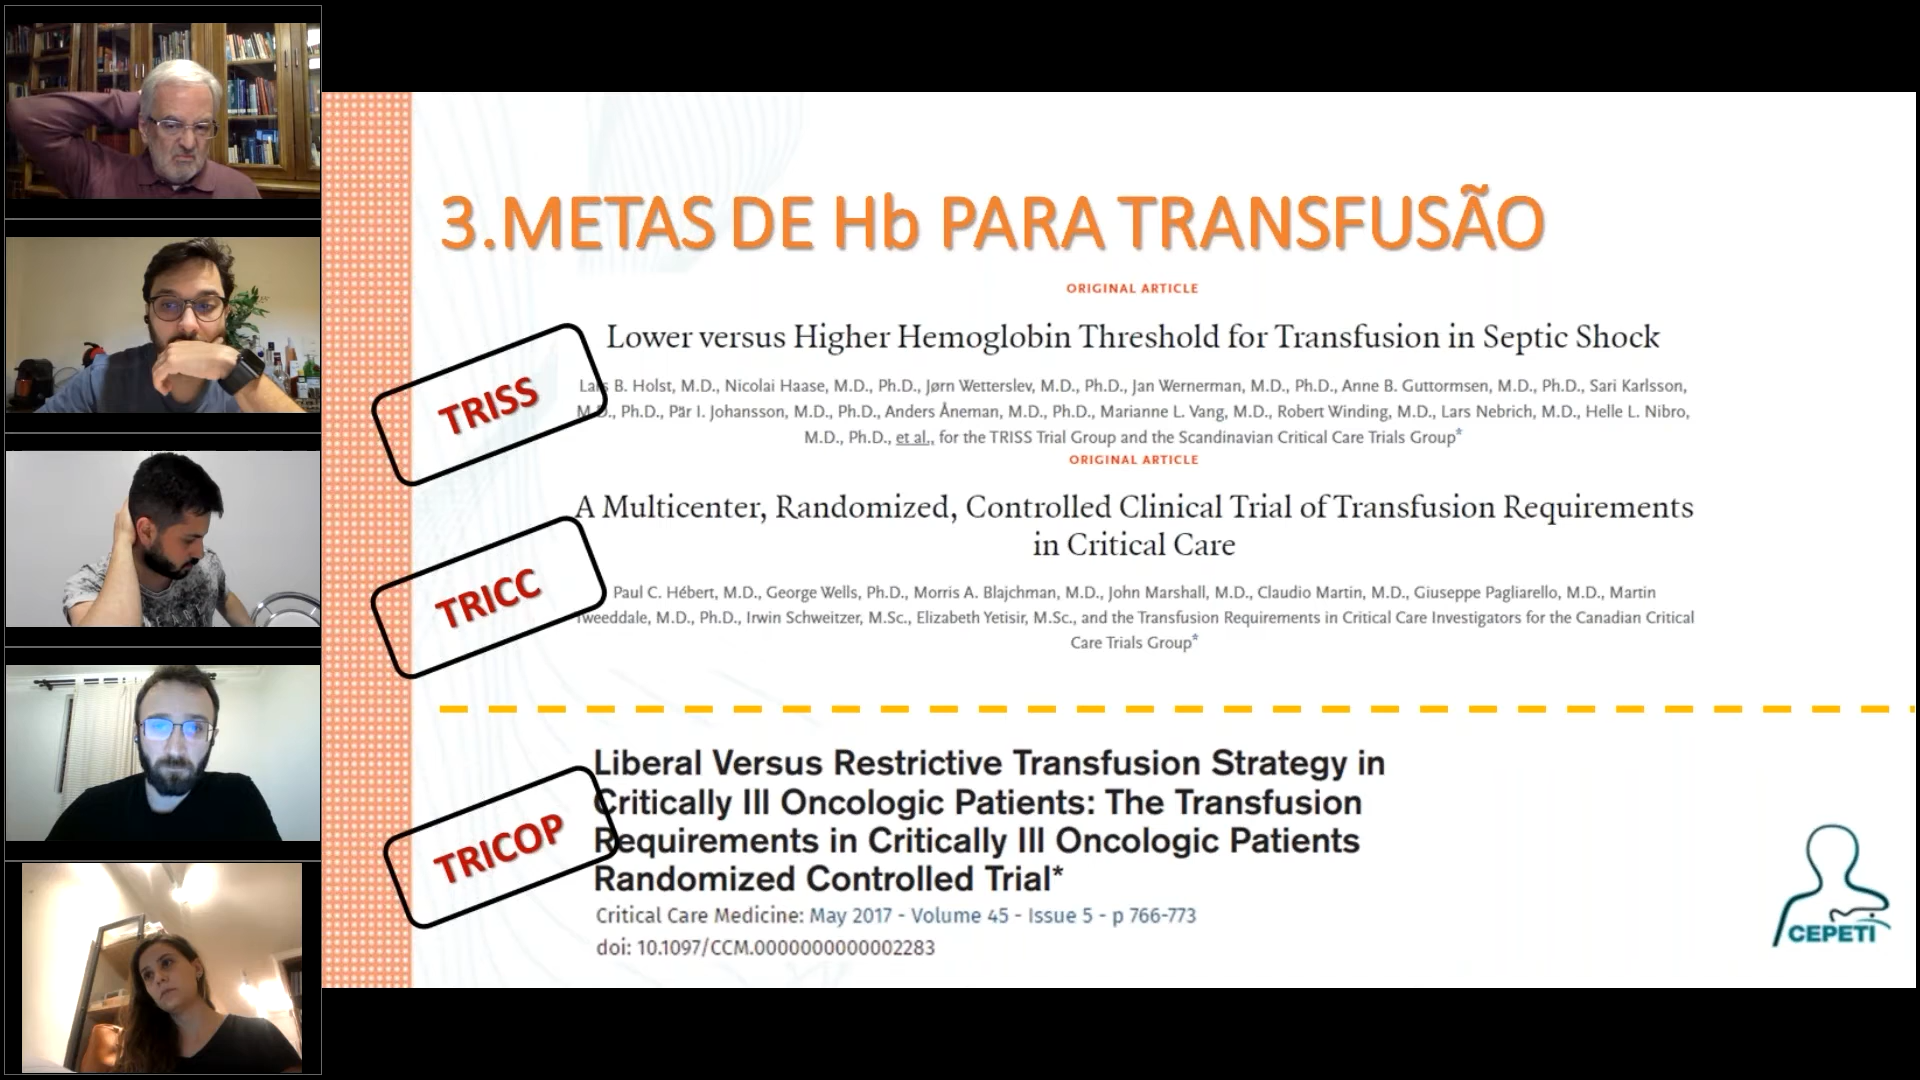 3.METAS DE Hb PARA TRANSFUSÃO
ORIGINAL ARTICLE
Lower versus Higher Hemoglobin Threshold for Transfusion in Septic Shock
TRISS
Lars B. Holst, M.D., Nicolai Haase, M.D., Ph.D., Jørn Wetterslev, M.D., Ph.D., Jan Wernerman, M.D., Ph.D., Anne B. Guttormsen, M.D., Ph.D., Sari Karlsson,
M.D., Ph.D., Pär I. Johansson, M.D., Ph.D., Anders Åneman, M.D., Ph.D., Marianne L. Vang, M.D., Robert Winding, M.D., Lars Nebrich, M.D., Helle L. Nibro,
M.D., Ph.D., et al., for the TRISS Trial Group and the Scandinavian Critical Care Trials Group*
ORIGINAL ARTICLE
A Multicenter, Randomized, Controlled Clinical Trial of Transfusion Requirements
in Critical Care
TRICC
Paul C. Hébert, M.D., George Wells, Ph.D., Morris A. Blajchman, M.D., John Marshall, M.D., Claudio Martin, M.D., Giuseppe Pagliarello, M.D., Martin
Tweeddale, M.D., Ph.D., Irwin Schweitzer, M.Sc., Elizabeth Yetisir, M.Sc., and the Transfusion Requirements in Critical Care Investigators for the Canadian Critical
Care Trials Group*
Liberal Versus Restrictive Transfusion Strategy in
Critically Ill Oncologic Patients: The Transfusion
Requirements in Critically Ill Oncologic Patients
Randomized Controlled Trial*
TRICOP
Critical Care Medicine: May 2017 - Volume 45 - Issue 5 - p 766-773
doi: 10.1097/CCM.0000000000002283
CEPETI